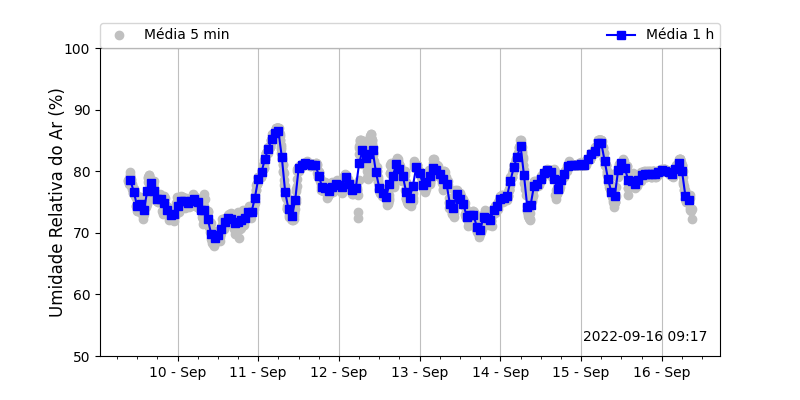 Média 5 min
Média 1 h
Umidade Relativa do Ar (%)
100
90
80
70
60
50
2022-09-16 09:17
10 - Sep
11 - Sep
12 - Sep
13 - Sep
14 - Sep
15 - Sep
16 - Sep